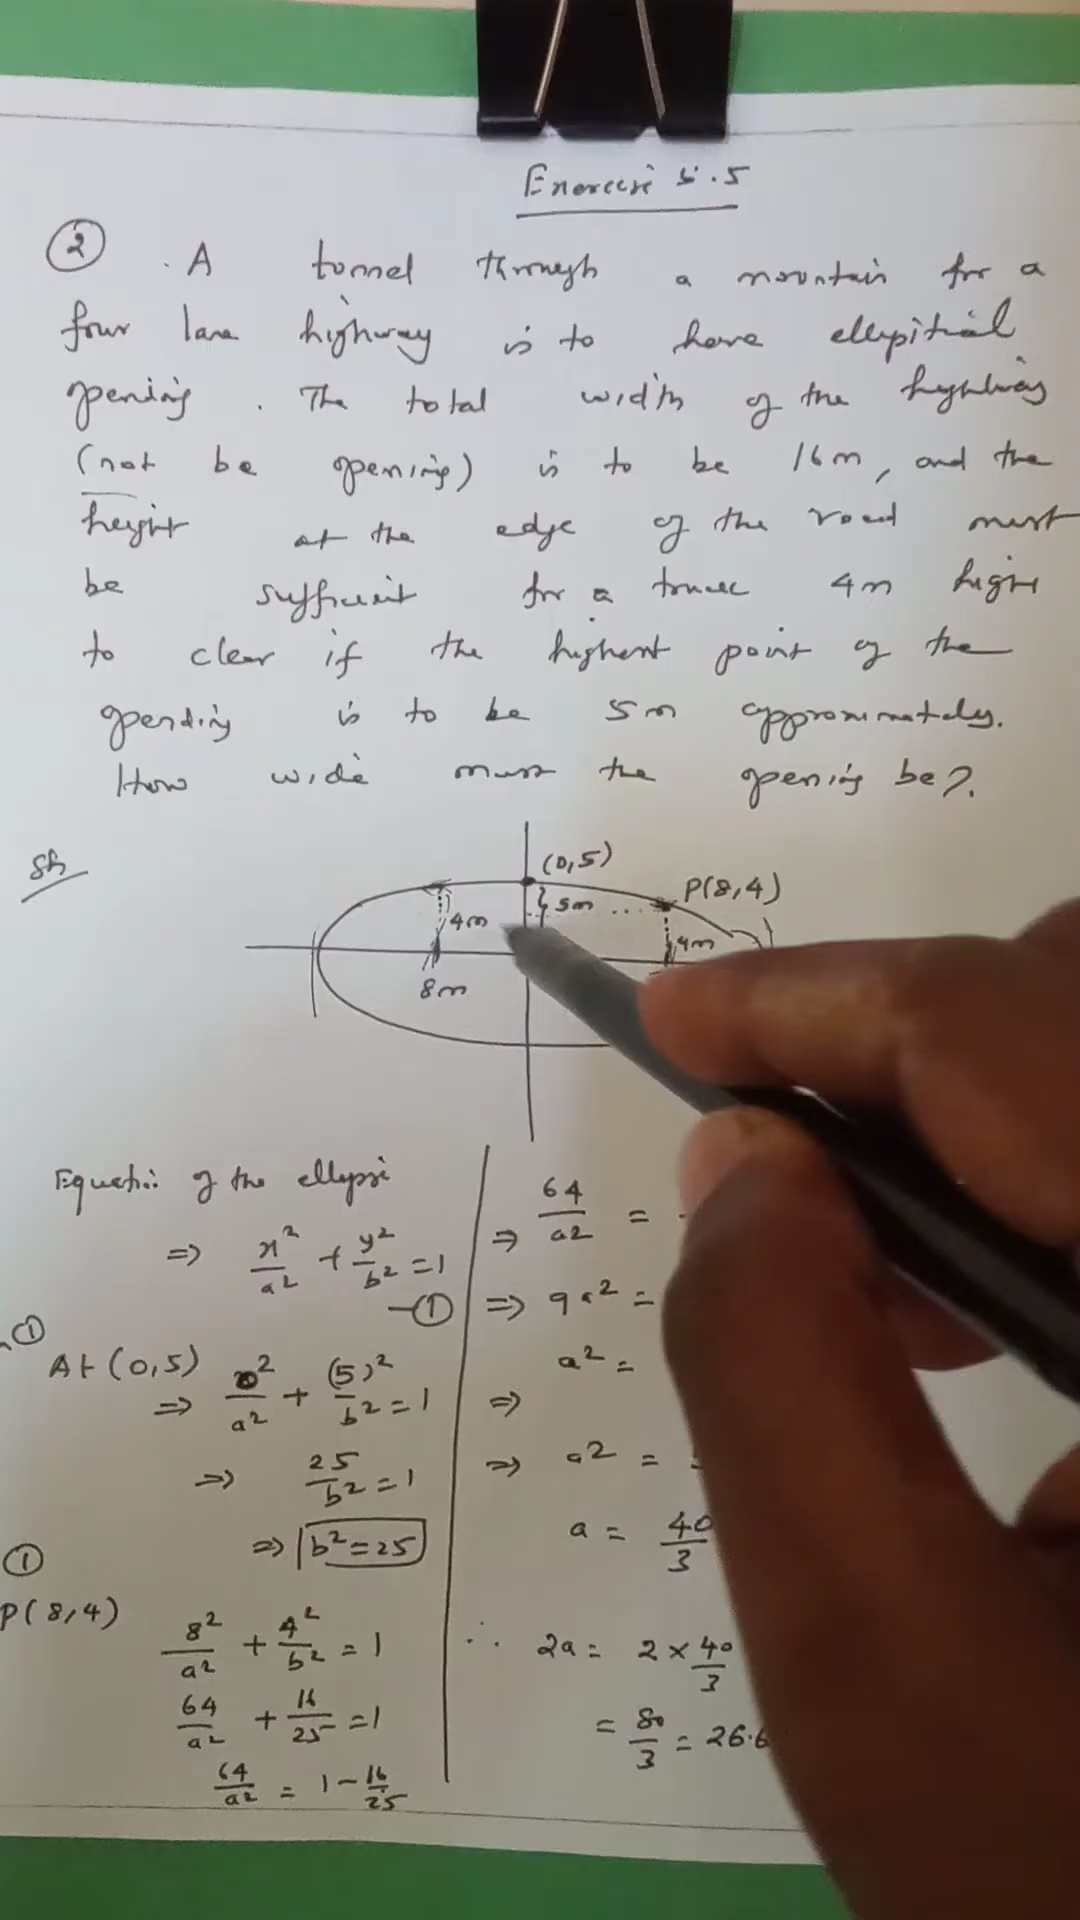 Exercise 5.5
② . A tunnel through a mountain for a
four lane highway is to have elliptical
opening . The total width of the highway
(not be opening) is to be 16m, and the
height at the edge of the road must
be sufficient for a truck 4m high
to clear if the highest point of the
opening is to be 5m approximately.
How wide must the opening be?.
(0,5)
P(8,4)
5m
4m
4m
8m
Equation of the ellipse
⇒ x²/a² + y²/b² = 1
—①
①
At (0,5)
⇒ 0²/a² + (5)²/b² = 1
⇒ 25/b² = 1
⇒ b² = 25
①
P(8,4)
8²/a² + 4²/b² = 1
64/a² + 16/25 = 1
64/a² = 1 - 16/25
⇒ 64/a² =
⇒ 9a² =
a² =
⇒
⇒ a² =
a = 40/3
∴ 2a = 2 × 40/3
= 80/3 = 26.6